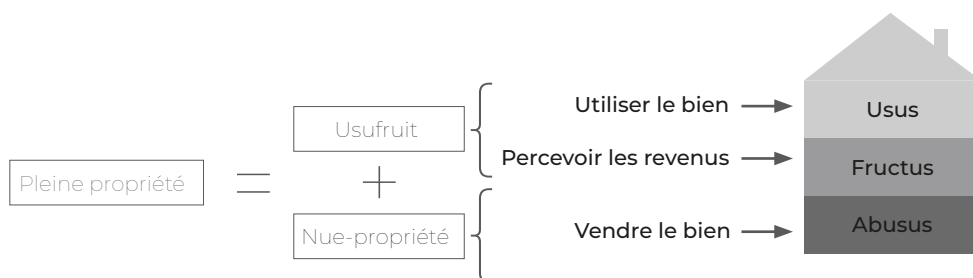 Pleine propriété
=
Usufruit
+
Nue-propriété
Utiliser le bien
Percevoir les revenus
Vendre le bien
Usus
Fructus
Abusus